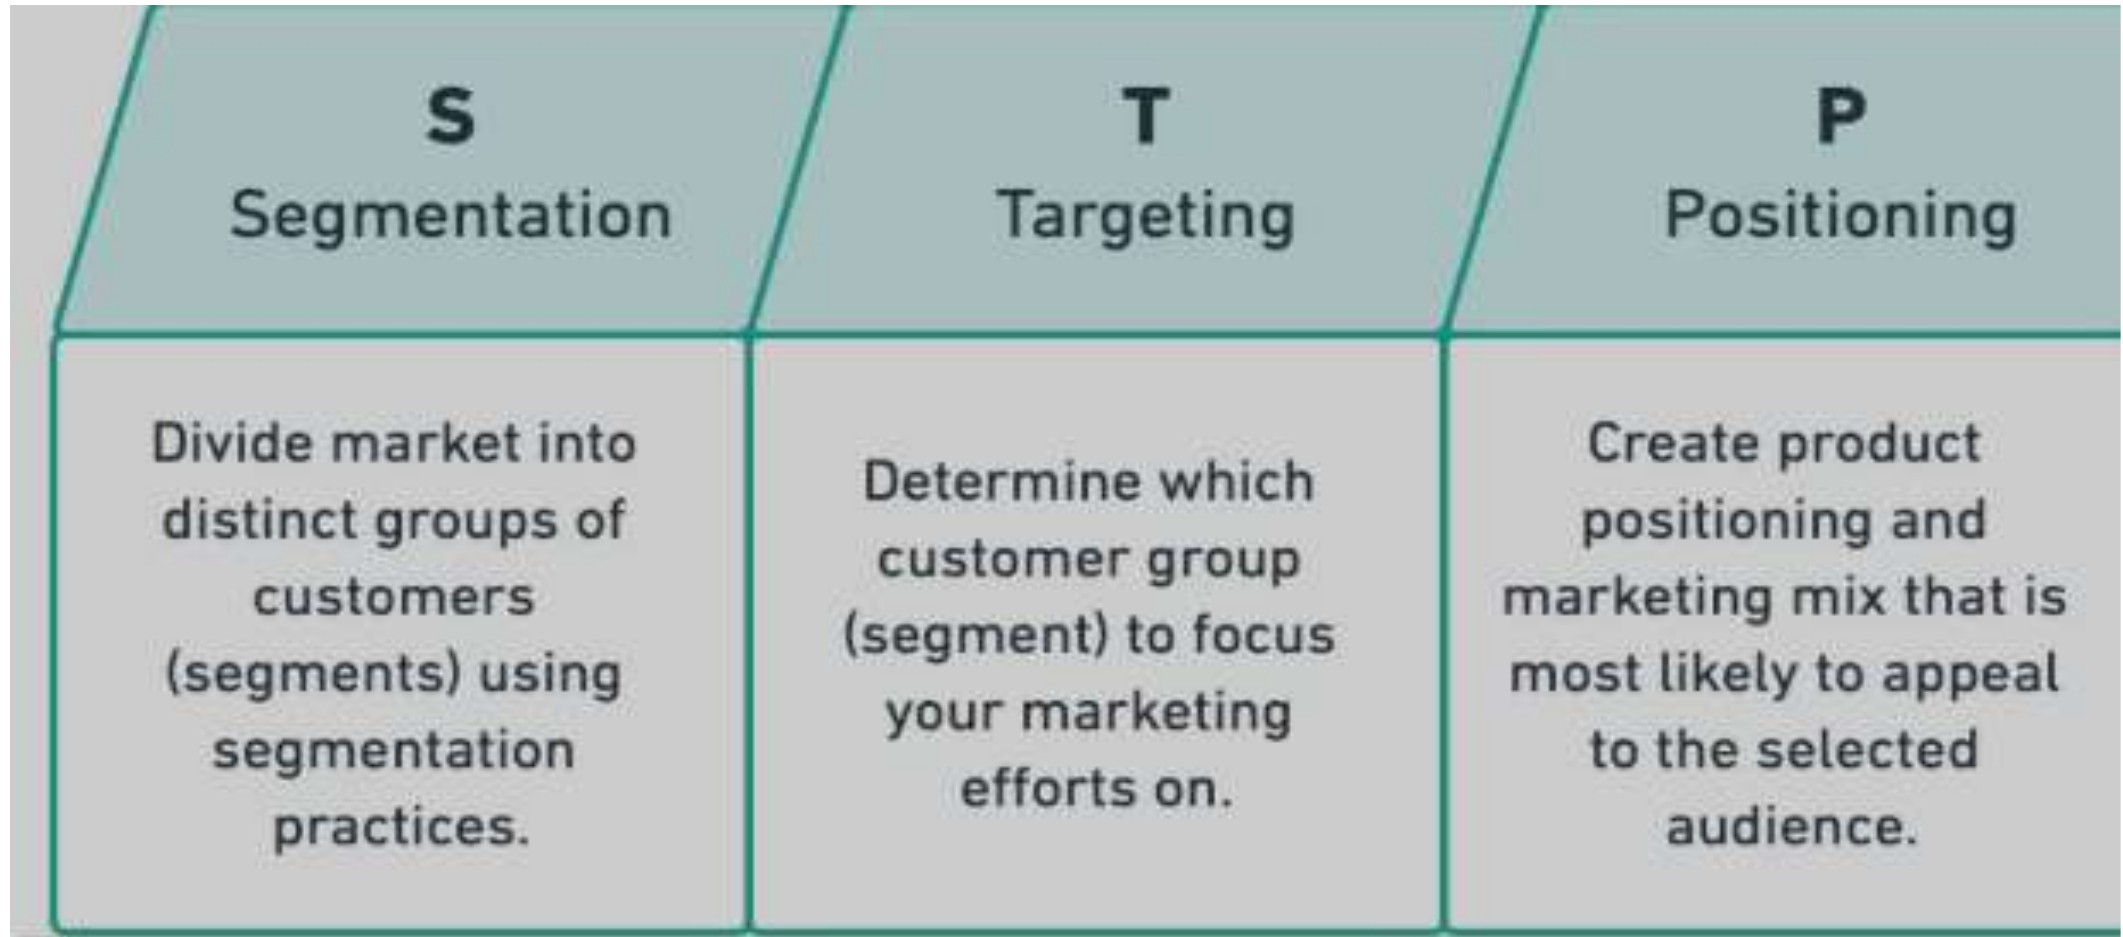 S
Segmentation
Divide market into
distinct groups of
customers
(segments) using
segmentation
practices.
T
Targeting
Determine which
customer group
(segment) to focus
your marketing
efforts on.
P
Positioning
Create product
positioning and
marketing mix that is
most likely to appeal
to the selected
audience.